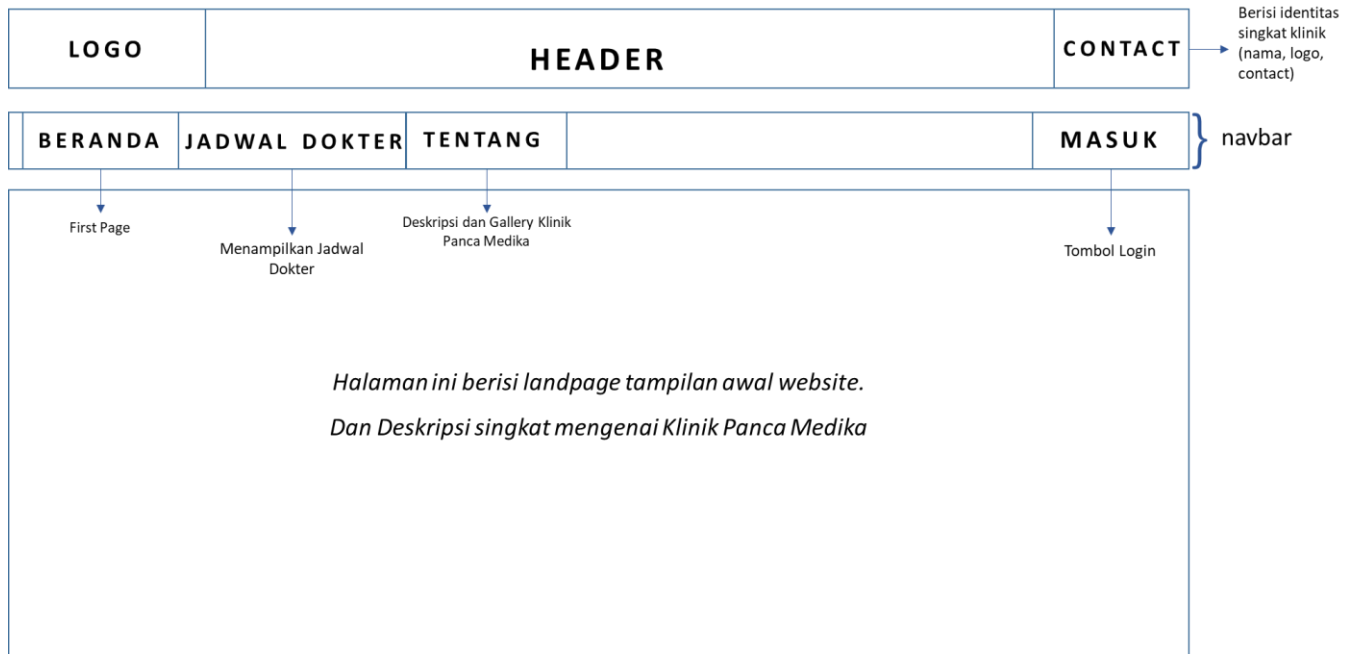 LOGO
HEADER
CONTACT
Berisi identitas
singkat klinik
(nama, logo,
contact)
BERANDA
JADWAL DOKTER
TENTANG
MASUK
navbar
First Page
Menampilkan Jadwal
Dokter
Deskripsi dan Gallery Klinik
Panca Medika
Tombol Login
Halaman ini berisi landpage tampilan awal website.
Dan Deskripsi singkat mengenai Klinik Panca Medika